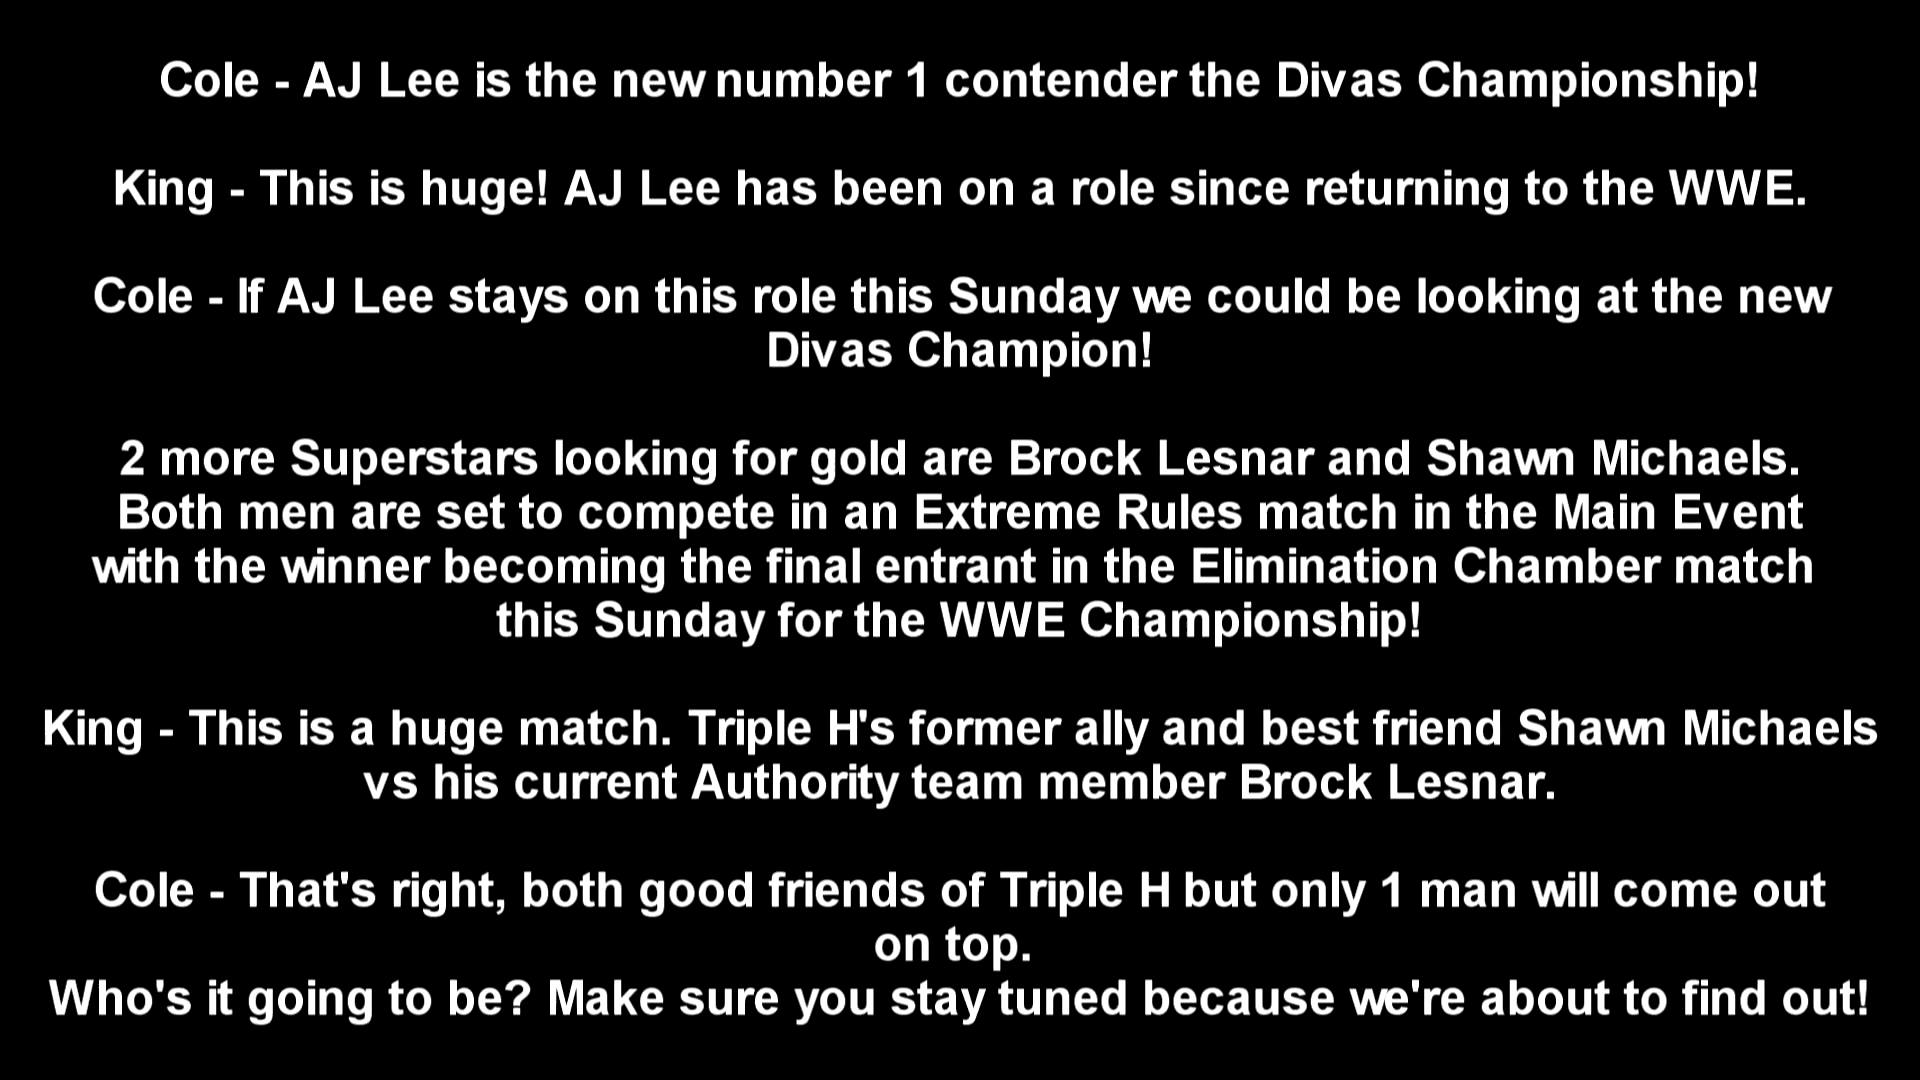 Cole - AJ Lee is the new number 1 contender the Divas Championship!
King - This is huge! AJ Lee has been on a role since returning to the WWE.
Cole - If AJ Lee stays on this role this Sunday we could be looking at the new
Divas Champion!
2 more Superstars looking for gold are Brock Lesnar and Shawn Michaels.
Both men are set to compete in an Extreme Rules match in the Main Event
with the winner becoming the final entrant in the Elimination Chamber match
this Sunday for the WWE Championship!
King - This is a huge match. Triple H's former ally and best friend Shawn Michaels
vs his current Authority team member Brock Lesnar.
Cole - That's right, both good friends of Triple H but only 1 man will come out
on top.
Who's it going to be? Make sure you stay tuned because we're about to find out!